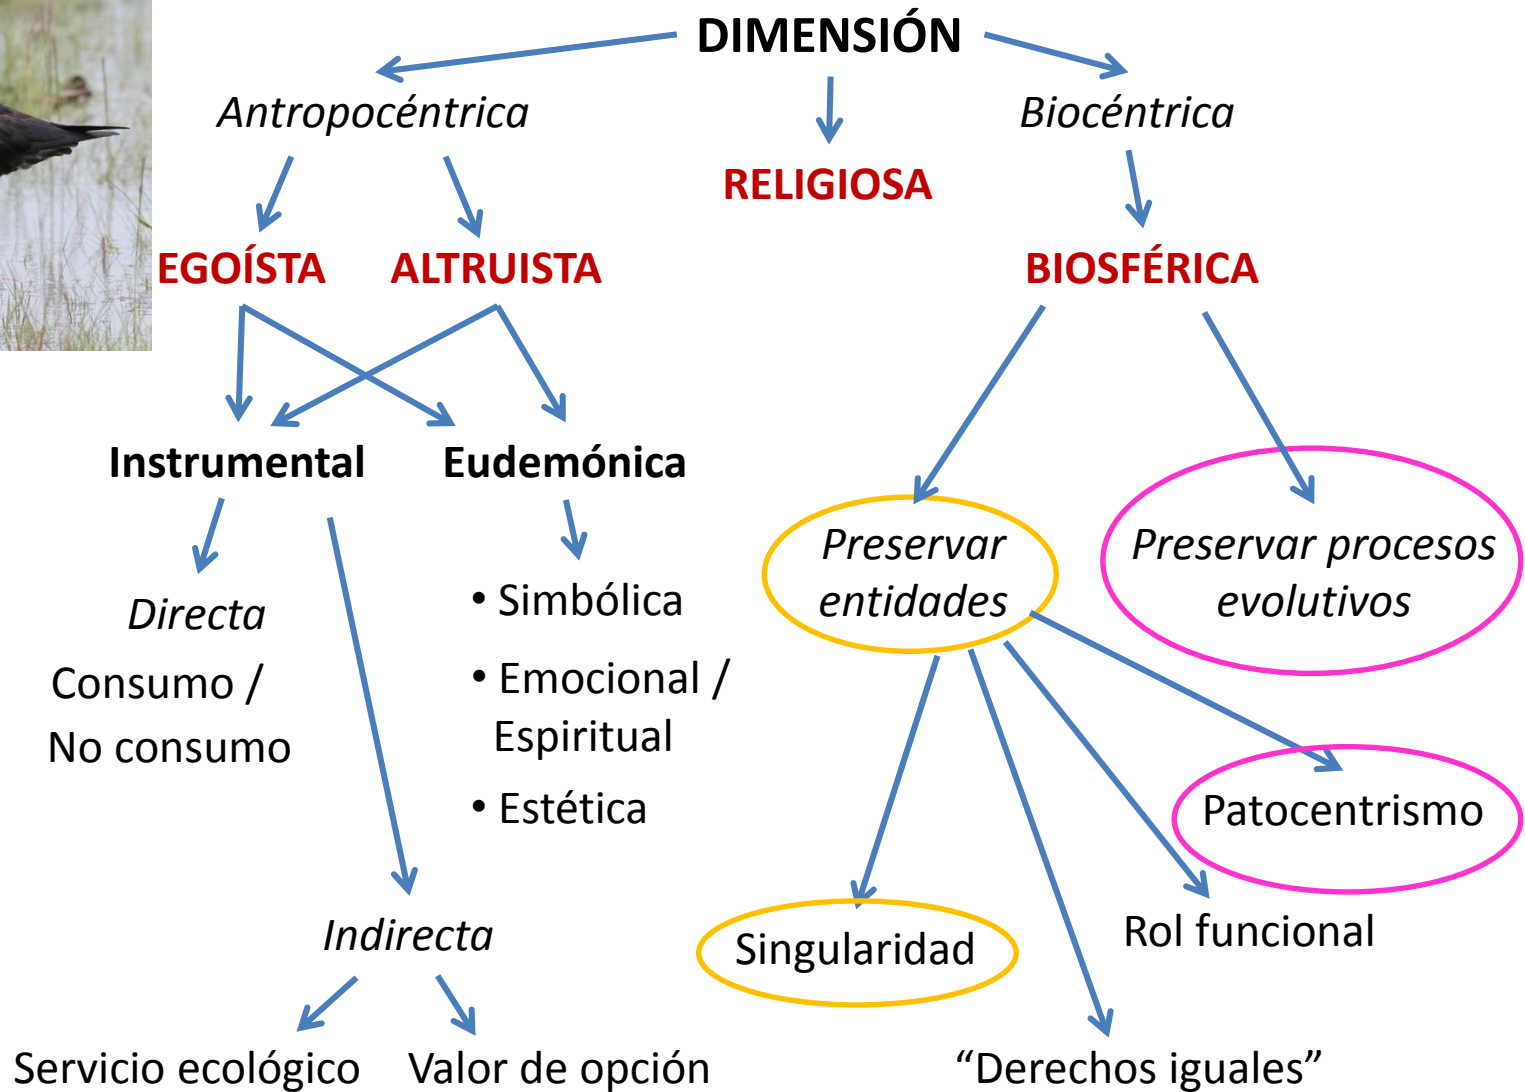 DIMENSIÓN
Antropocéntrica
Biocéntrica
RELIGIOSA
EGOÍSTA
ALTRUISTA
BIOSFÉRICA
Instrumental
Eudemónica
Preservar
entidades
Preservar procesos
evolutivos
Directa
Consumo /
No consumo
• Simbólica
• Emocional /
Espiritual
• Estética
Patocentrismo
Indirecta
Singularidad
Rol funcional
Servicio ecológico
Valor de opción
“Derechos iguales”